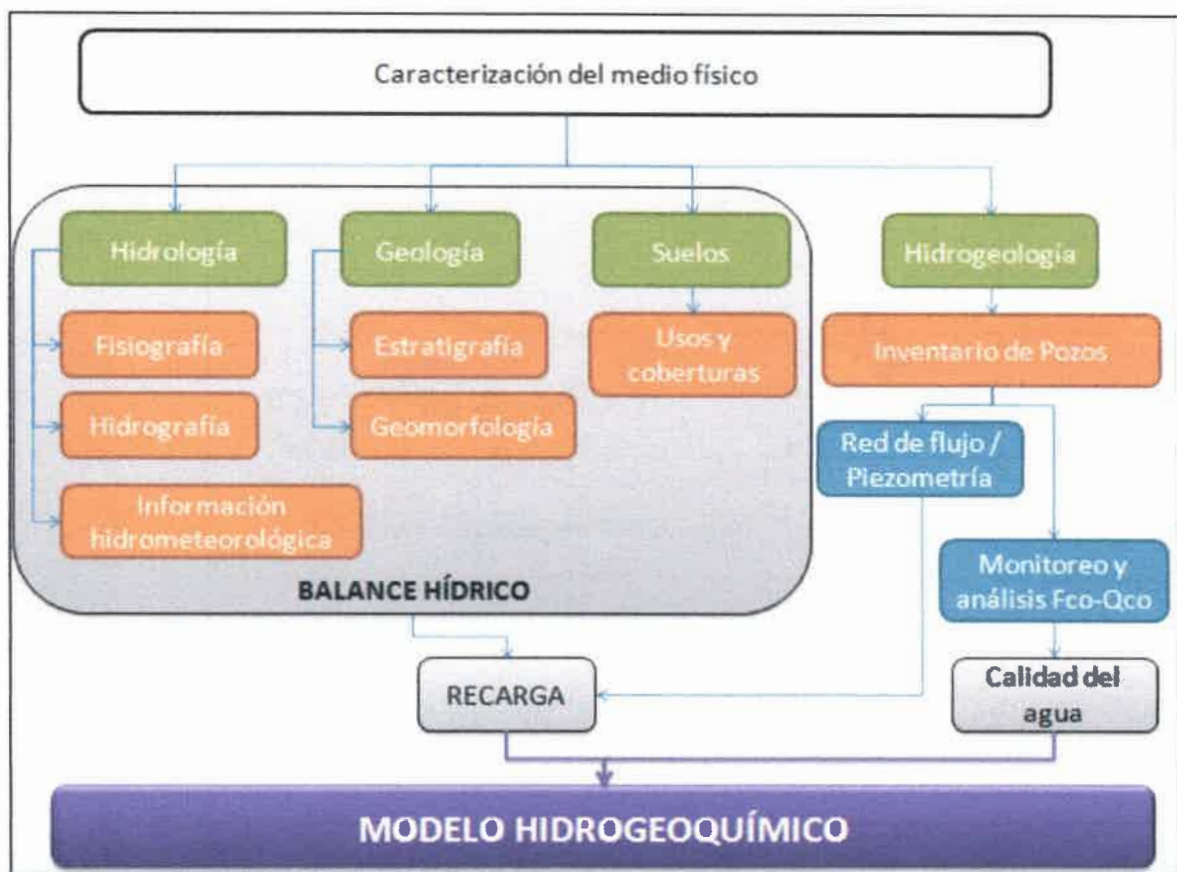 Caracterización del medio físico
Hidrología
Geología
Suelos
Hidrogeología
Fisiografía
Estratigrafía
Usos y
coberturas
Inventario de Pozos
Hidrografía
Geomorfología
Red de flujo /
Piezometría
Información
hidrometeorológica
BALANCE HÍDRICO
Monitoreo y
análisis Fco-Qco
RECARGA
Calidad del
agua
MODELO HIDROGEOQUÍMICO